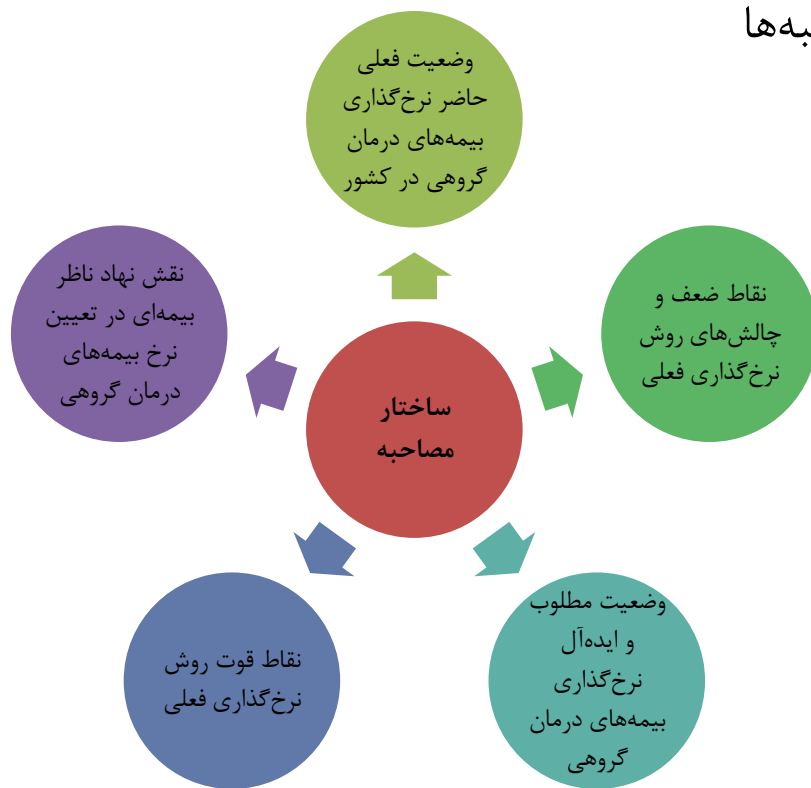 به‌ها
وضعیت فعلی
حاضر نرخ‌گذاری
بیمه‌های درمان
گروهی در کشور
نقاط ضعف و
چالش‌های روش
نرخ‌گذاری فعلی
وضعیت مطلوب
و ایده‌آل
نرخ‌گذاری
بیمه‌های درمان
گروهی
نقاط قوت روش
نرخ‌گذاری فعلی
نقش نهاد ناظر
بیمه‌ای در تعیین
نرخ بیمه‌های
درمان گروهی
ساختار
مصاحبه